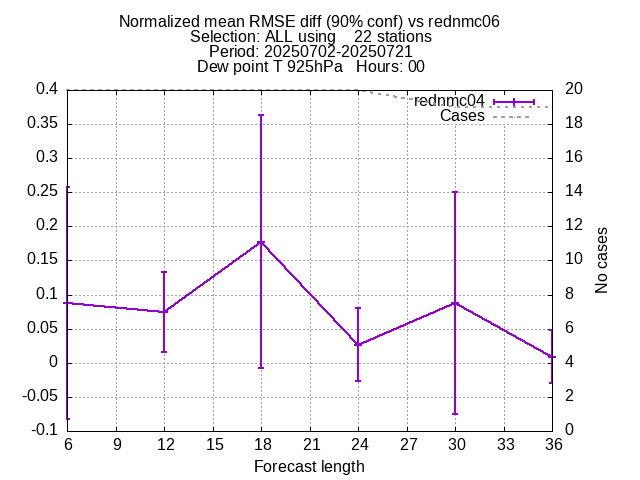 Normalized mean RMSE diff (90% conf) vs rednmc06
Selection: ALL using    22 stations
Period: 20250702-20250721
Dew point T 925hPa   Hours: 00
rednmc04
Cases
0.4
0.35
0.3
0.25
0.2
0.15
0.1
0.05
0
-0.05
-0.1
20
18
16
14
12
10
8
6
4
2
0
No cases
6 9 12 15 18 21 24 27 30 33 36
Forecast length